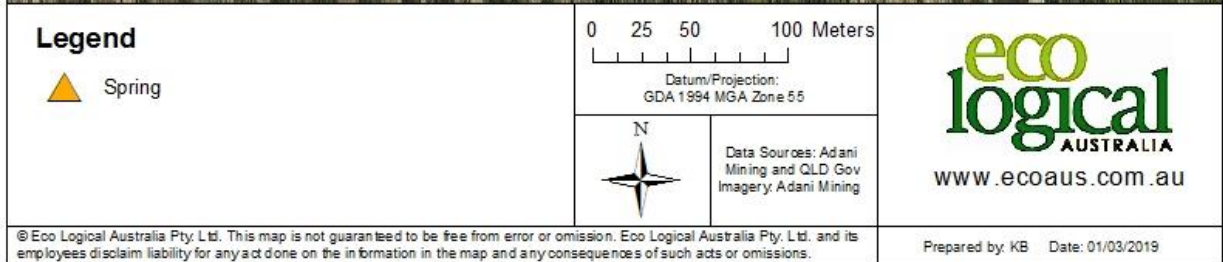 Legend
Spring
0 25 50 100 Meters
Datum/Projection:
GDA 1994 MGA Zone 55
N
Data Sources: Adani
Mining and QLD Gov
Imagery: Adani Mining
eco
logical
AUSTRALIA
www.ecoaus.com.au
© Eco Logical Australia Pty. Ltd. This map is not guaranteed to be free from error or omission. Eco Logical Australia Pty. Ltd. and its
employees disclaim liability for any act done on the information in the map and any consequences of such acts or omissions.
Prepared by: KB Date: 01/03/2019